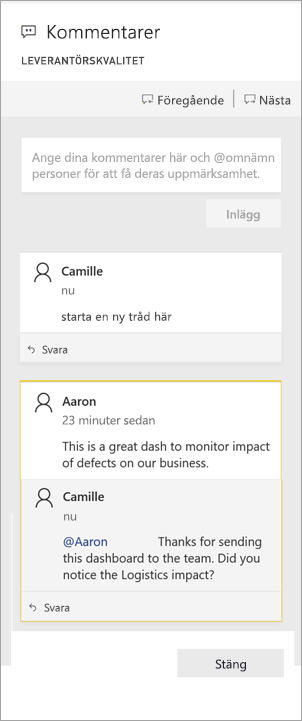 Kommentarer
LEVERANTÖRSKVALITET
Föregående
Nästa
Ange dina kommentarer här och @omnämn
personer för att få deras uppmärksamhet.
Inlägg
Camille
nu
starta en ny tråd här
Svara
Aaron
23 minuter sedan
This is a great dash to monitor impact
of defects on our business.
Camille
nu
@Aaron Thanks for sending
this dashboard to the team. Did you
notice the Logistics impact?
Svara
Stäng